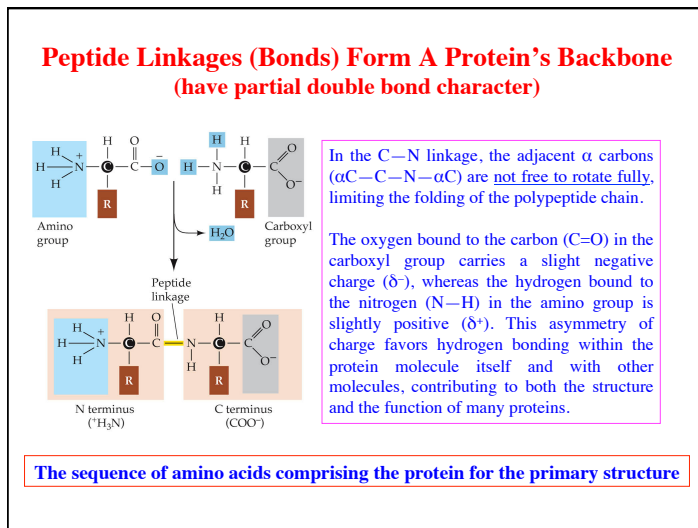 Peptide Linkages (Bonds) Form A Protein's Backbone
(have partial double bond character)
H H O H H O
H + N C C O⁻ H N C C
H R H R O⁻
Amino group
H₂O
Carboxyl group
Peptide linkage
H H O H O
H + N C C N C C
H R H R O⁻
N terminus
(⁺H₃N)
C terminus
(COO⁻)
In the C—N linkage, the adjacent α carbons
(αC—C—N—αC) are not free to rotate fully,
limiting the folding of the polypeptide chain.
The oxygen bound to the carbon (C=O) in the
carboxyl group carries a slight negative
charge (δ⁻), whereas the hydrogen bound to
the nitrogen (N—H) in the amino group is
slightly positive (δ⁺). This asymmetry of
charge favors hydrogen bonding within the
protein molecule itself and with other
molecules, contributing to both the structure
and the function of many proteins.
The sequence of amino acids comprising the protein for the primary structure